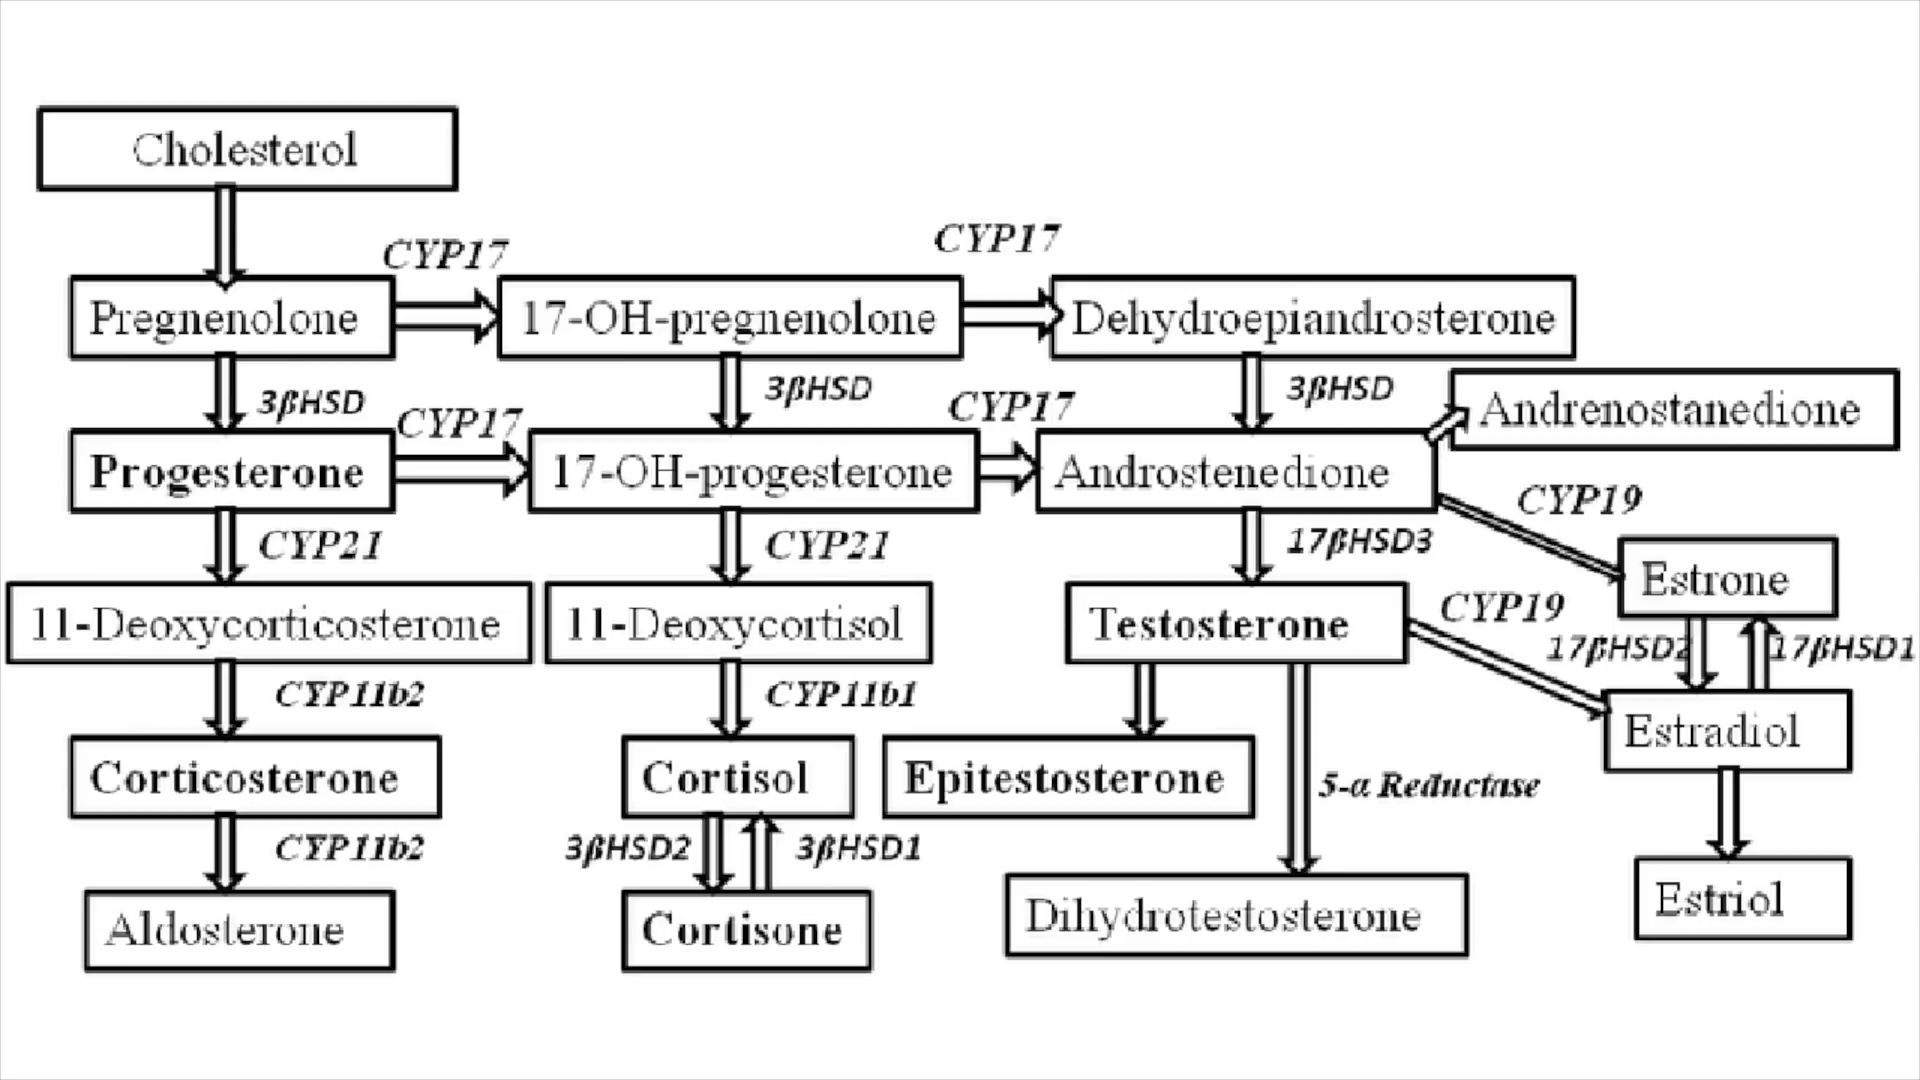 Cholesterol
CYP17
CYP17
Pregnenolone
17-OH-pregnenolone
Dehydroepiandrosterone
3βHSD
3βHSD
3βHSD
CYP17
CYP17
Andrenostanedione
Progesterone
17-OH-progesterone
Androstenedione
CYP19
CYP21
CYP21
17βHSD3
Estrone
11-Deoxycorticosterone
11-Deoxycortisol
Testosterone
CYP19
17βHSD2
17βHSD1
CYP11b2
CYP11b1
Estradiol
Corticosterone
Cortisol
Epitestosterone
5-α Reductase
CYP11b2
3βHSD2
3βHSD1
Aldosterone
Cortisone
Dihydrotestosterone
Estriol